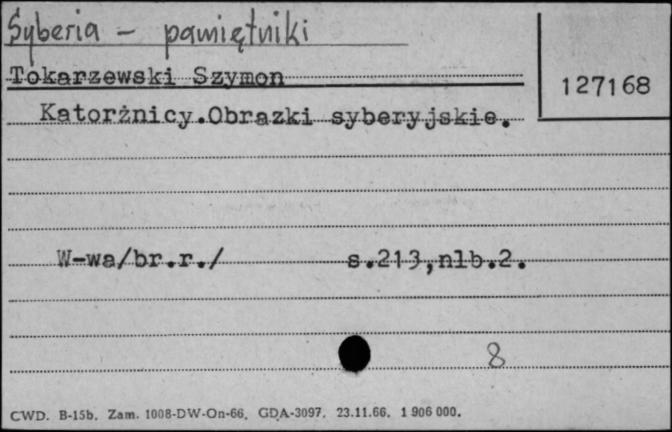 Syberia - pamiętniki
Tokarzewski Szymon
127168
Katorżnicy.Obrazki syberyjskie.
W-wa/br.r./ s.213,nlb.2.
8
CWD. B-15b. Zam. 1008-DW-On-66. GDA-3097. 23.11.66. 1 906 000.